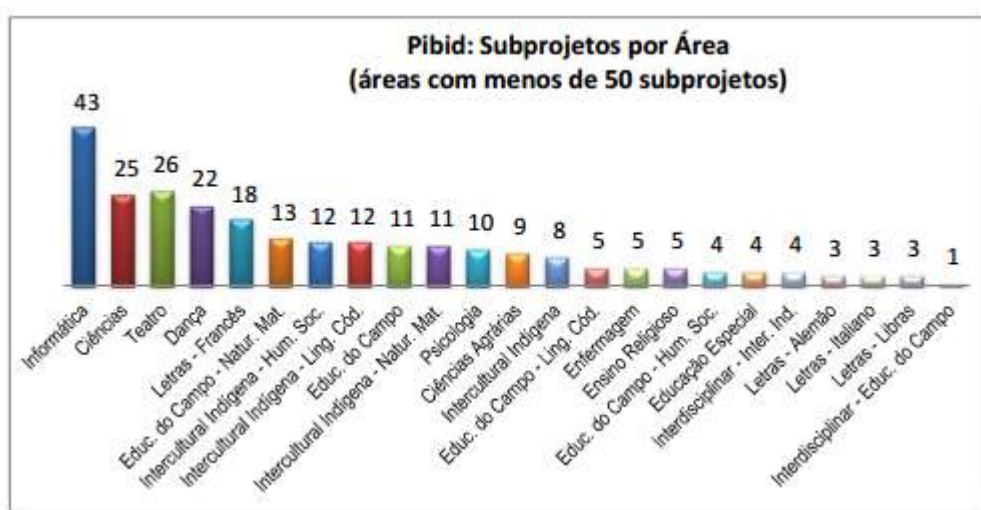 Pibid: Subprojetos por Área
(áreas com menos de 50 subprojetos)
43
25
26
22
18
13
12
12
11
11
10
9
8
5
5
5
4
4
4
3
3
3
1
Informática
Ciências
Teatro
Dança
Letras - Francês
Educ. do Campo - Natur. Mat.
Intercultural Indígena - Hum. Soc.
Intercultural Indígena - Ling. Cód.
Educ. do Campo
Intercultural Indígena - Natur. Mat.
Psicologia
Ciências Agrárias
Intercultural Indígena
Educ. do Campo - Ling. Cód.
Enfermagem
Ensino Religioso
Educ. do Campo - Hum. Soc.
Educação Especial
Interdisciplinar - Inter. Ind.
Letras - Alemão
Letras - Italiano
Letras - Libras
Interdisciplinar - Educ. do Campo